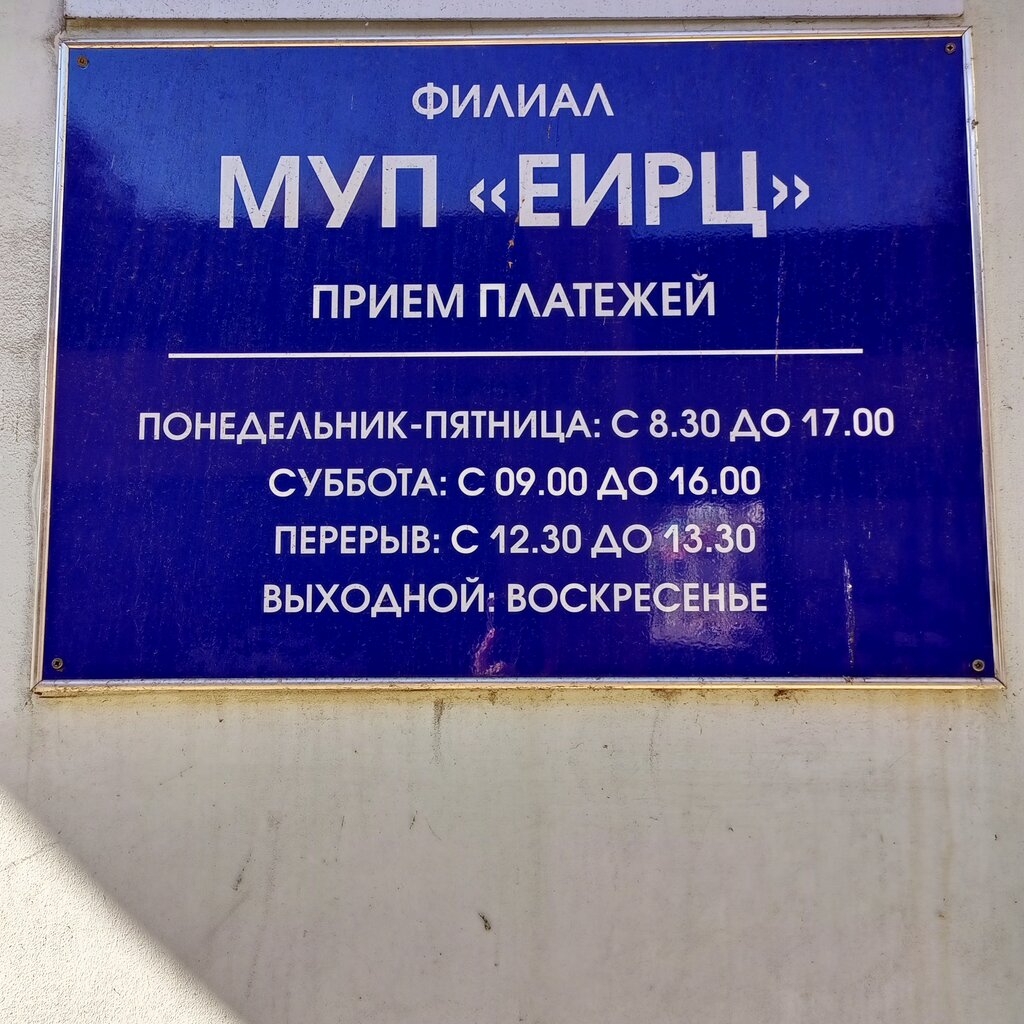 ФИЛИАЛ
МУП «ЕИРЦ»
ПРИЕМ ПЛАТЕЖЕЙ
ПОНЕДЕЛЬНИК-ПЯТНИЦА: С 8.30 ДО 17.00
СУББОТА: С 09.00 ДО 16.00
ПЕРЕРЫВ: С 12.30 ДО 13.30
ВЫХОДНОЙ: ВОСКРЕСЕНЬЕ